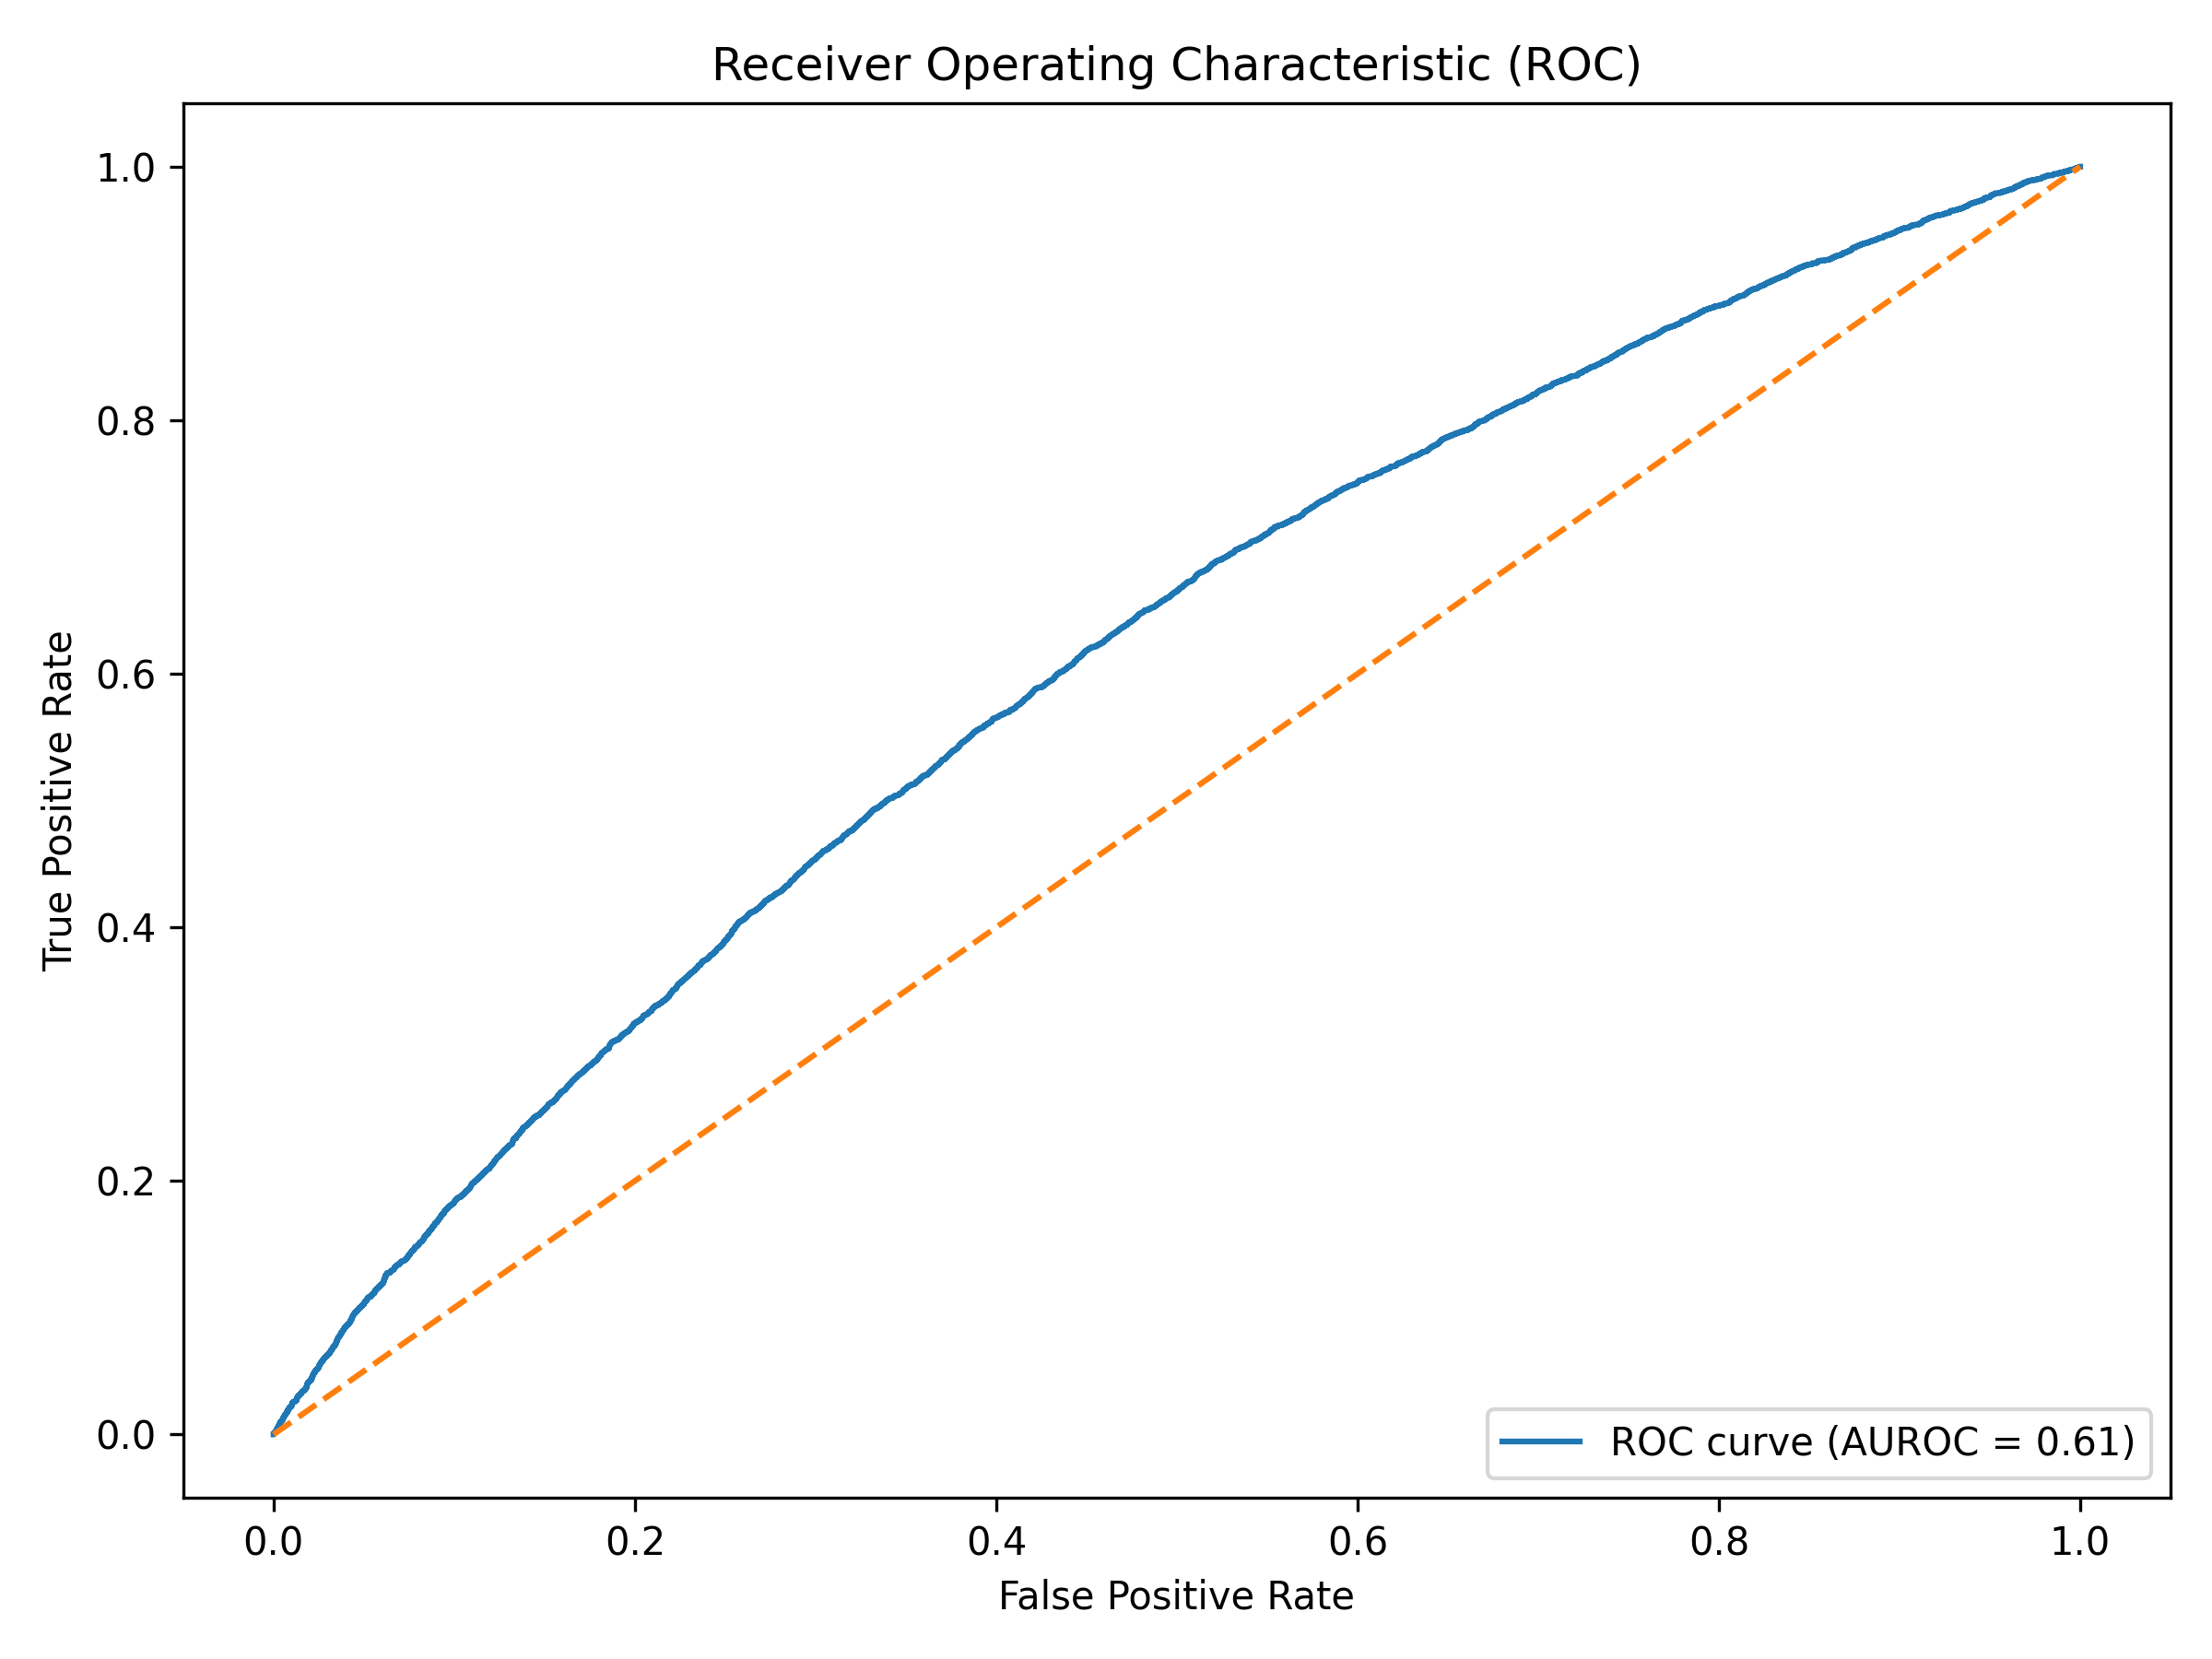 Receiver Operating Characteristic (ROC)
1.0
0.8
0.6
0.4
0.2
0.0
True Positive Rate
ROC curve (AUROC = 0.61)
0.0 0.2 0.4 0.6 0.8 1.0
False Positive Rate